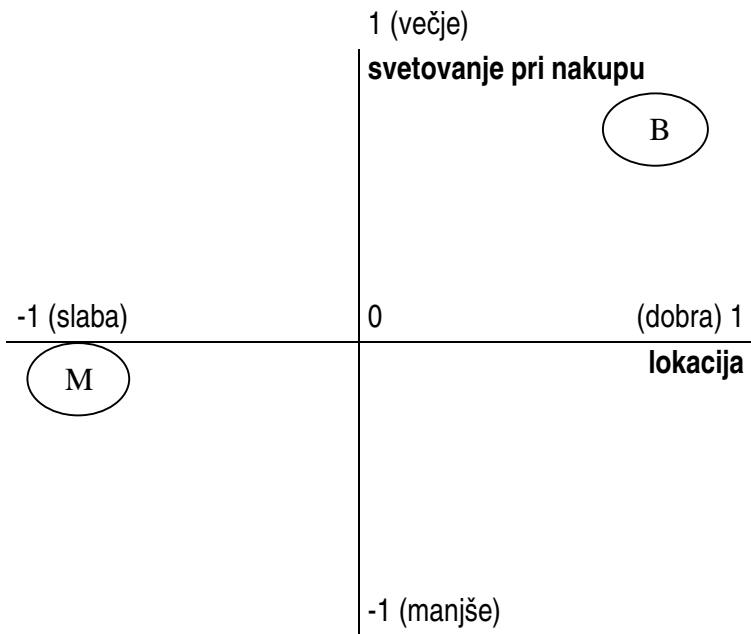 1 (večje)
svetovanje pri nakupu
B
-1 (slaba)
0
(dobra) 1
lokacija
M
-1 (manjše)